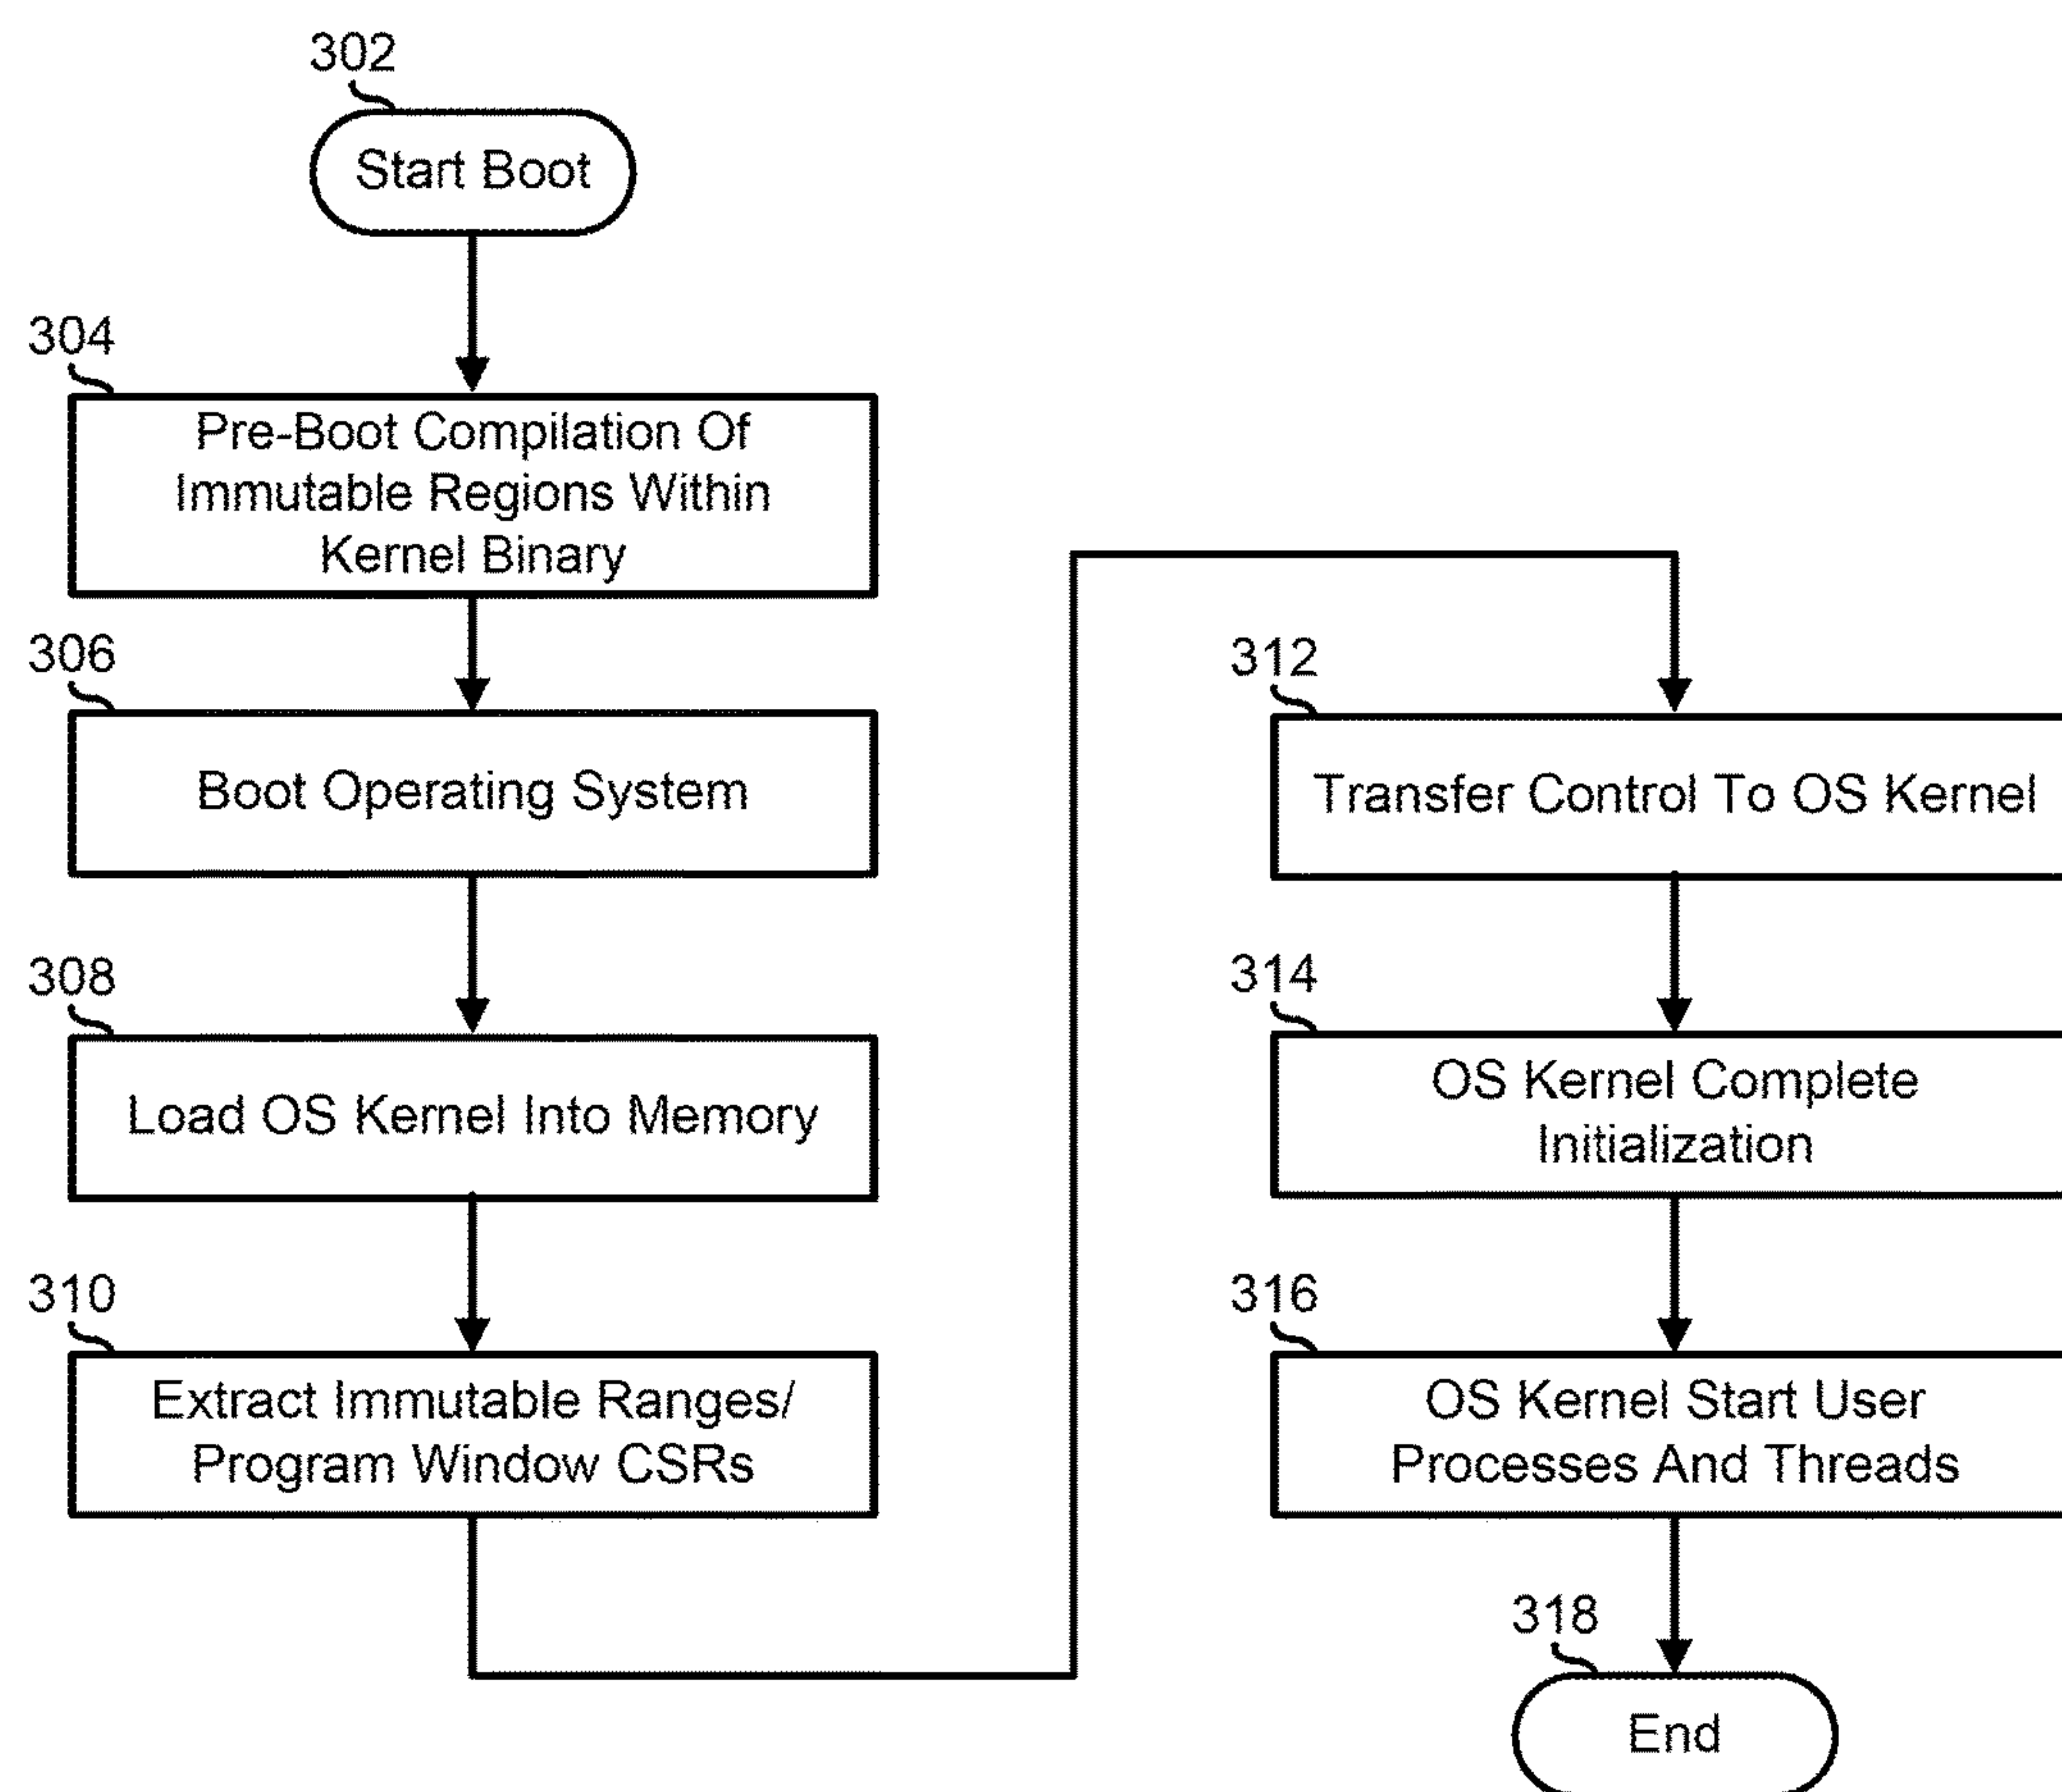 302
Start Boot
304
Pre-Boot Compilation Of
Immutable Regions Within
Kernel Binary
306
Boot Operating System
308
Load OS Kernel Into Memory
310
Extract Immutable Ranges/
Program Window CSRs
312
Transfer Control To OS Kernel
314
OS Kernel Complete
Initialization
316
OS Kernel Start User
Processes And Threads
318
End